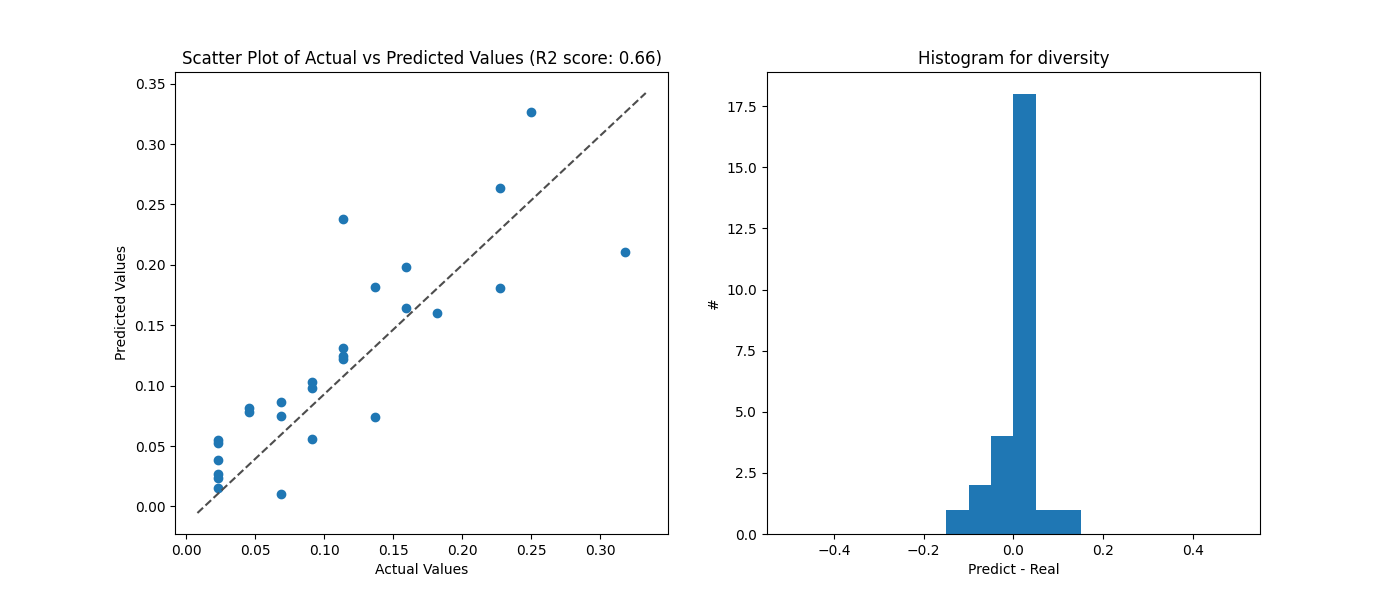 Scatter Plot of Actual vs Predicted Values (R2 score: 0.66)
0.35
0.30
0.25
0.20
0.15
0.10
0.05
0.00
Predicted Values
0.00 0.05 0.10 0.15 0.20 0.25 0.30
Actual Values
Histogram for diversity
17.5
15.0
12.5
10.0
7.5
5.0
2.5
0.0
#
−0.4 −0.2 0.0 0.2 0.4
Predict - Real